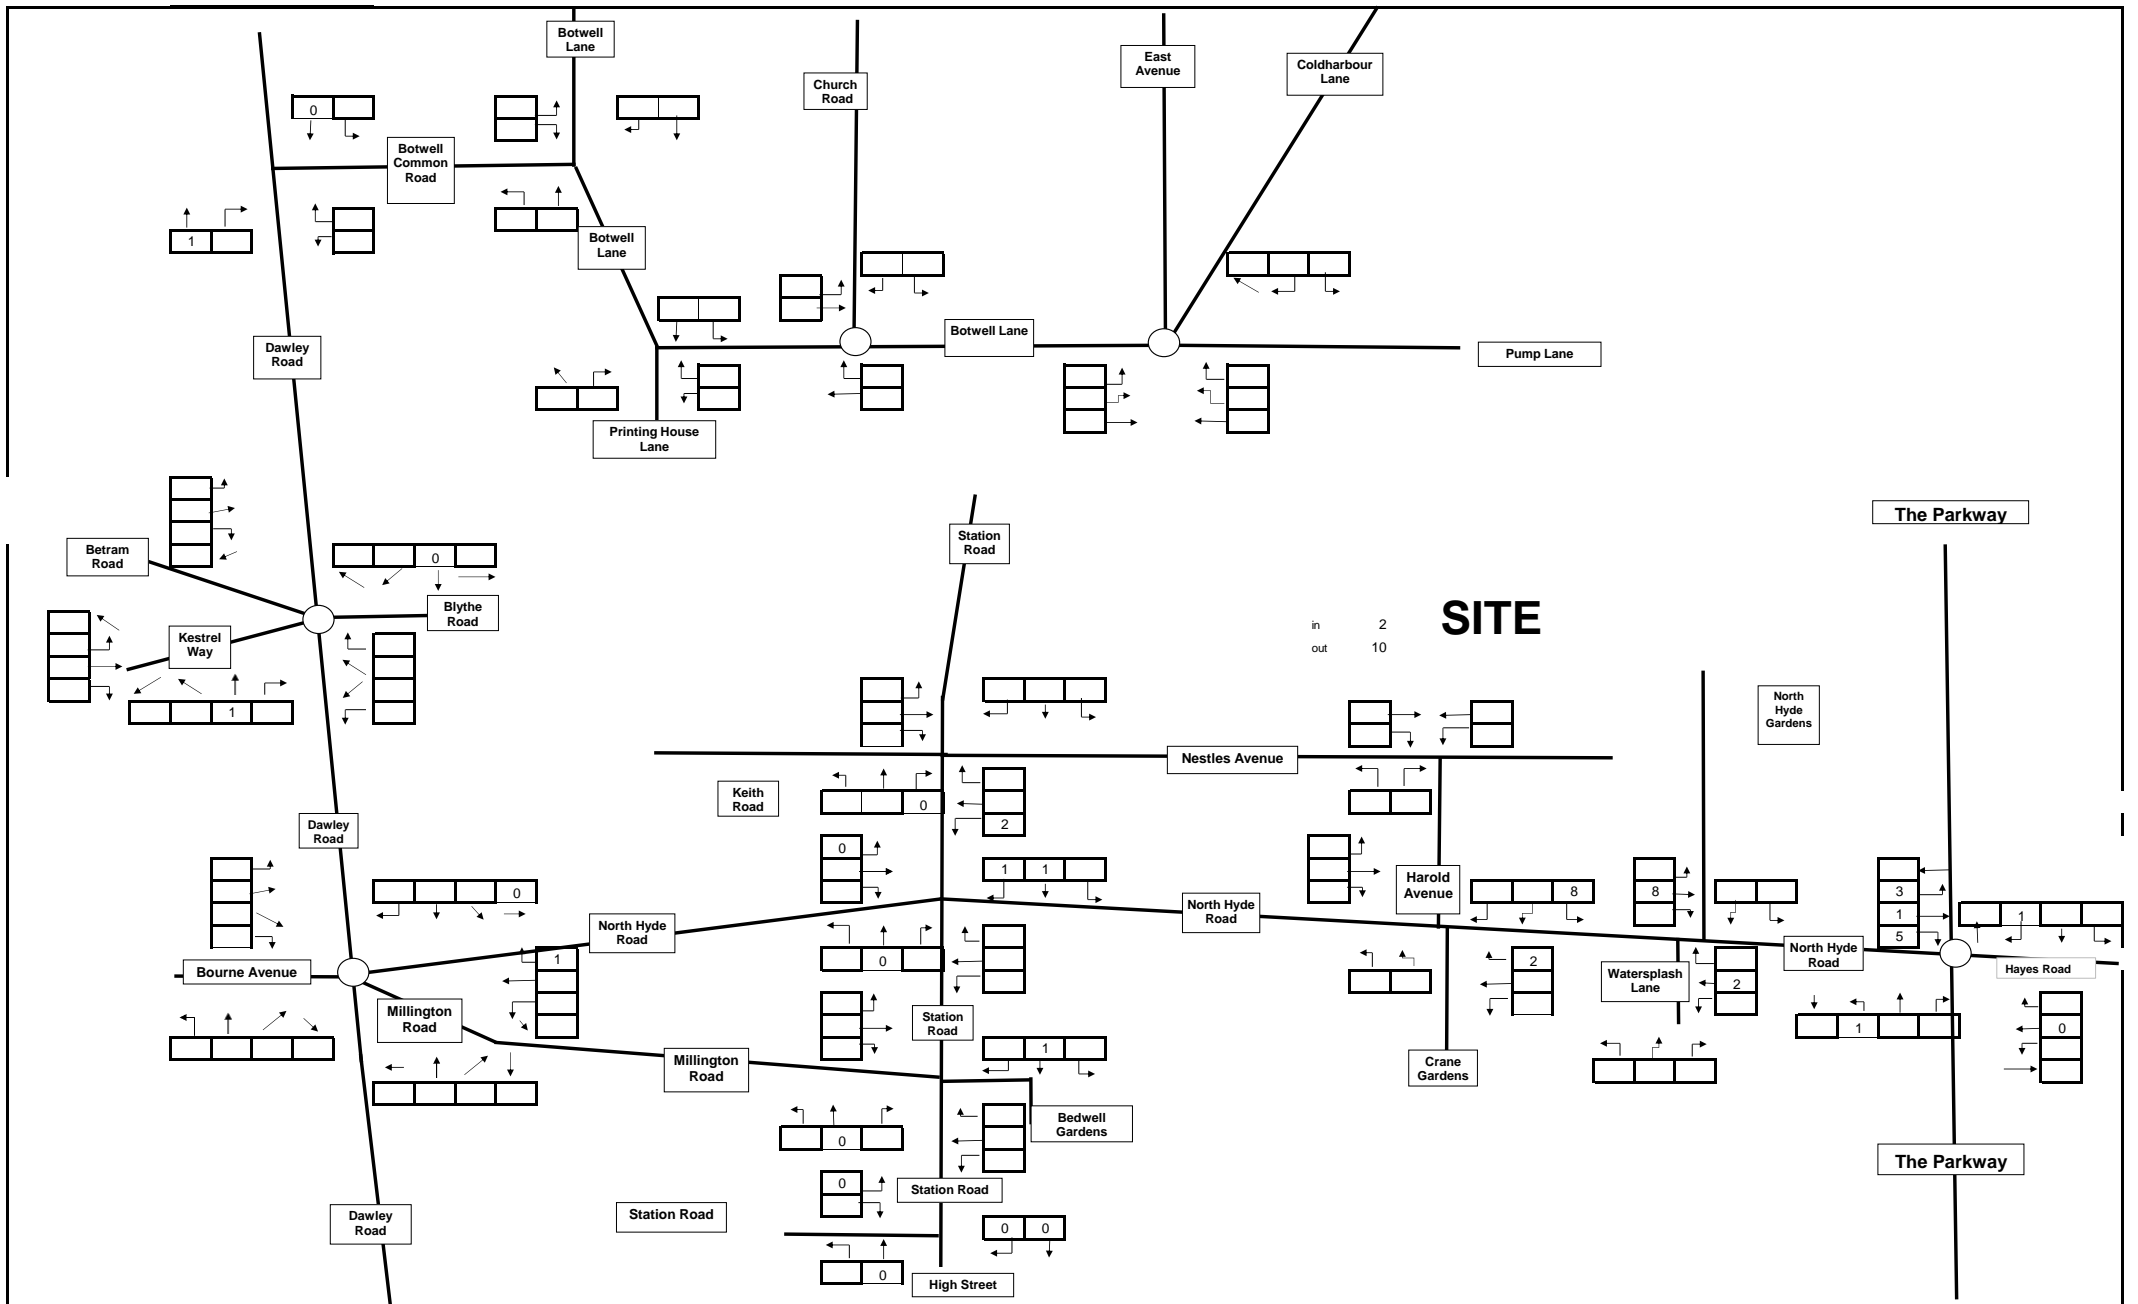 Botwell
Lane
East
Avenue
Coldharbour
Lane
Church
Road
0
Botwell
Common
Road
1
Botwell
Lane
Botwell Lane
Dawley
Road
Pump Lane
Printing House
Lane
The Parkway
Station
Road
Betram
Road
0
Blythe
Road
SITE
in 2
out 10
Kestrel
Way
1
North
Hyde
Gardens
Nestles Avenue
Keith
Road
0
2
Dawley
Road
0
1 1
0
Harold
Avenue
8
8
3
1
5
1
North Hyde
Road
North Hyde
Road
North Hyde
Road
1
0
2
Bourne Avenue
Watersplash
Lane
2
Hayes Road
Millington
Road
Station
Road
1
0
Millington
Road
1
Crane
Gardens
0
Bedwell
Gardens
The Parkway
0
Station Road
Dawley
Road
Station Road
0 0
0
High Street